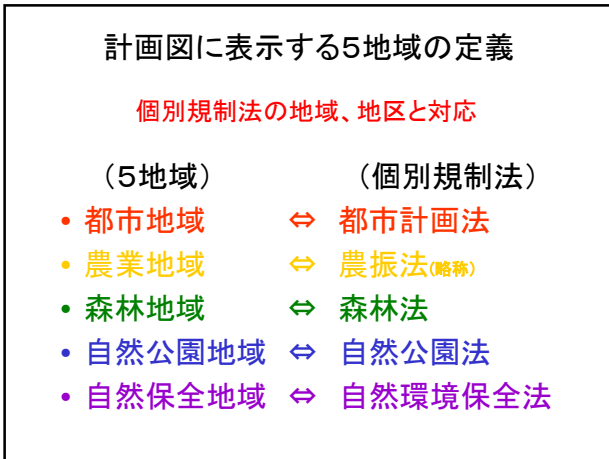 計画図に表示する5地域の定義
個別規制法の地域、地区と対応
（5地域） （個別規制法）
• 都市地域 ⇔ 都市計画法
• 農業地域 ⇔ 農振法(略称)
• 森林地域 ⇔ 森林法
• 自然公園地域 ⇔ 自然公園法
• 自然保全地域 ⇔ 自然環境保全法